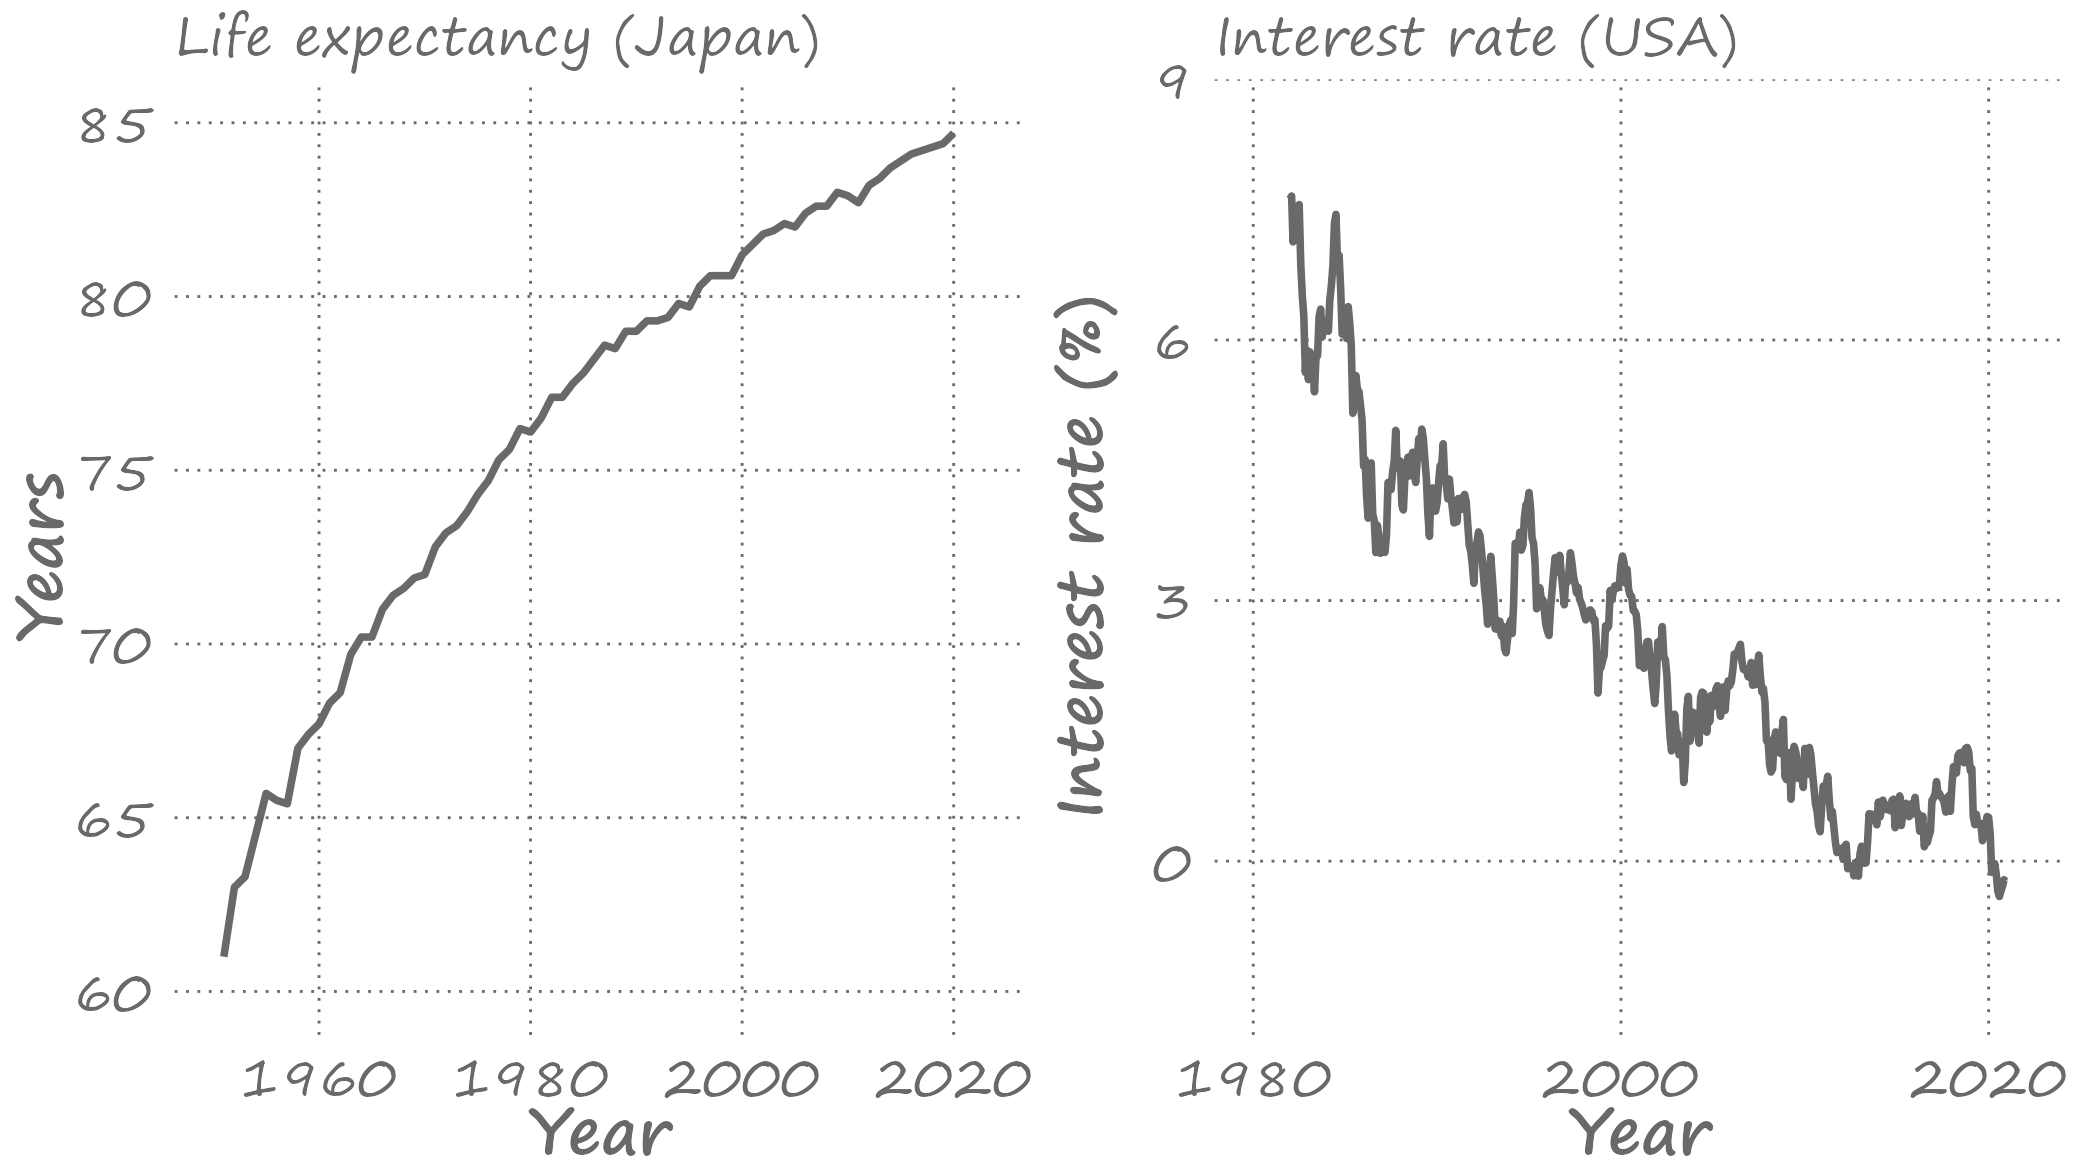 Life expectancy (Japan)
85
80
75
70
65
60
Years
1960 1980 2000 2020
Year
Interest rate (USA)
9
6
3
0
Interest rate (%)
1980 2000 2020
Year